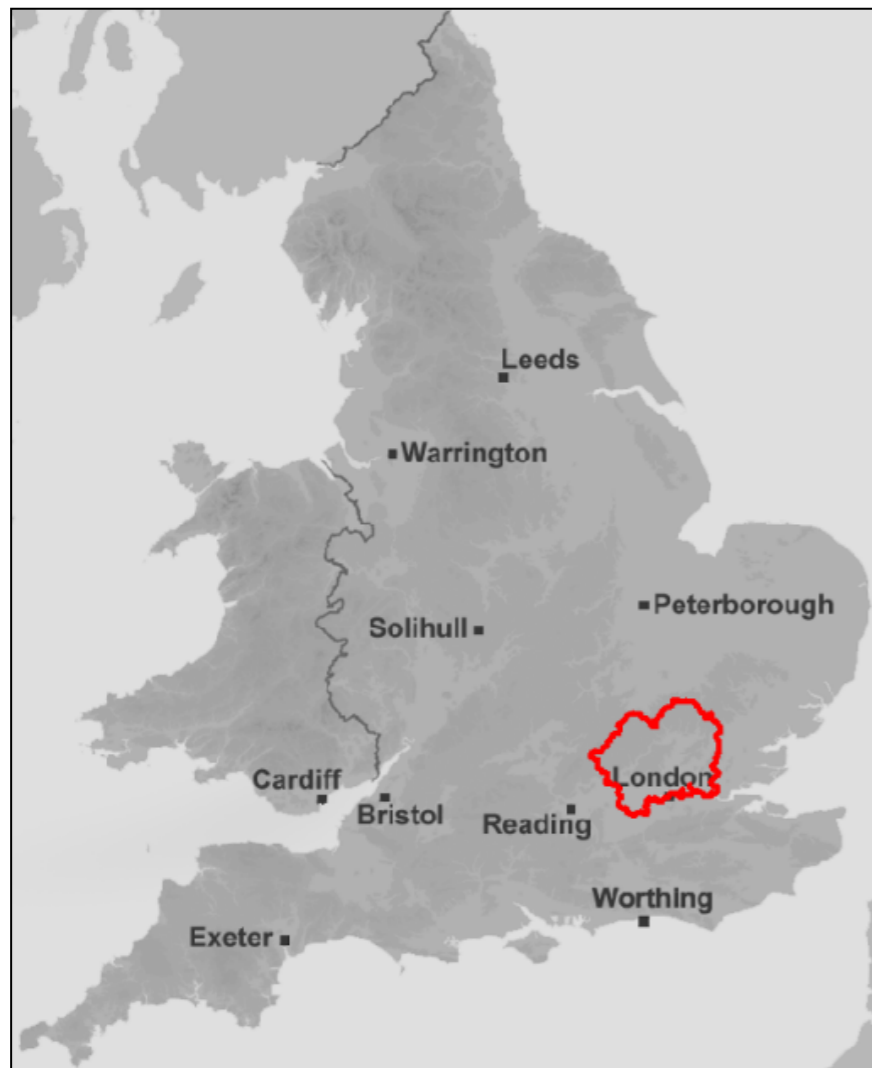 Leeds
Warrington
Peterborough
Solihull
London
Cardiff
Bristol
Reading
Worthing
Exeter